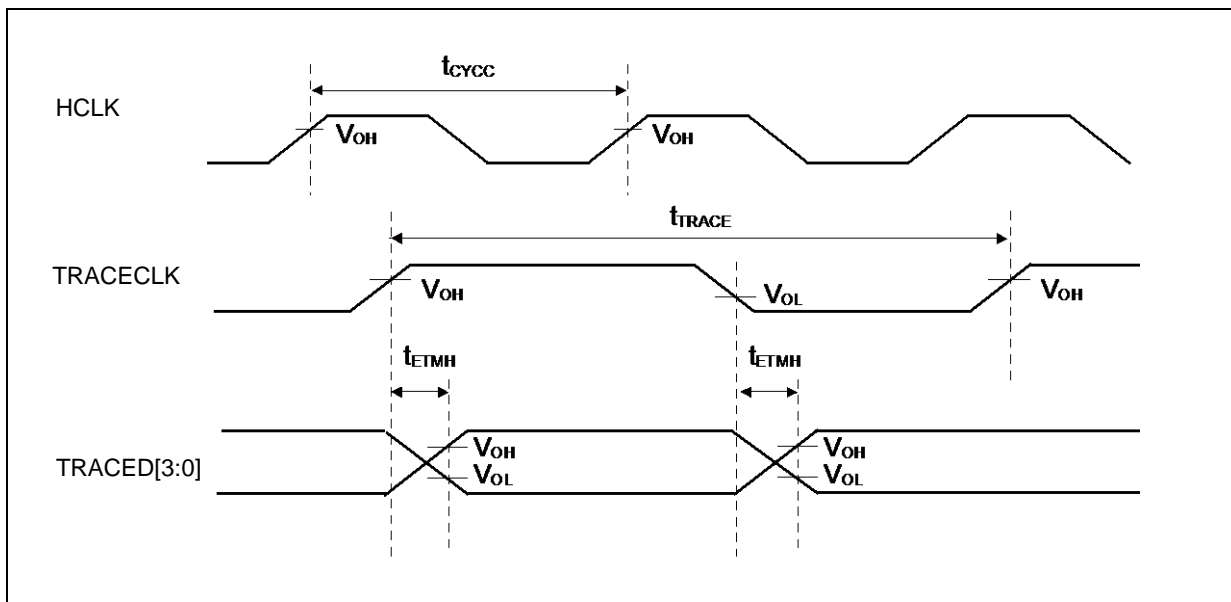 tCYCC
HCLK
VOH VOH
tTRACE
TRACECLK
VOH VOL VOH
tETMH tETMH
TRACED[3:0]
VOH VOH
VOL VOL